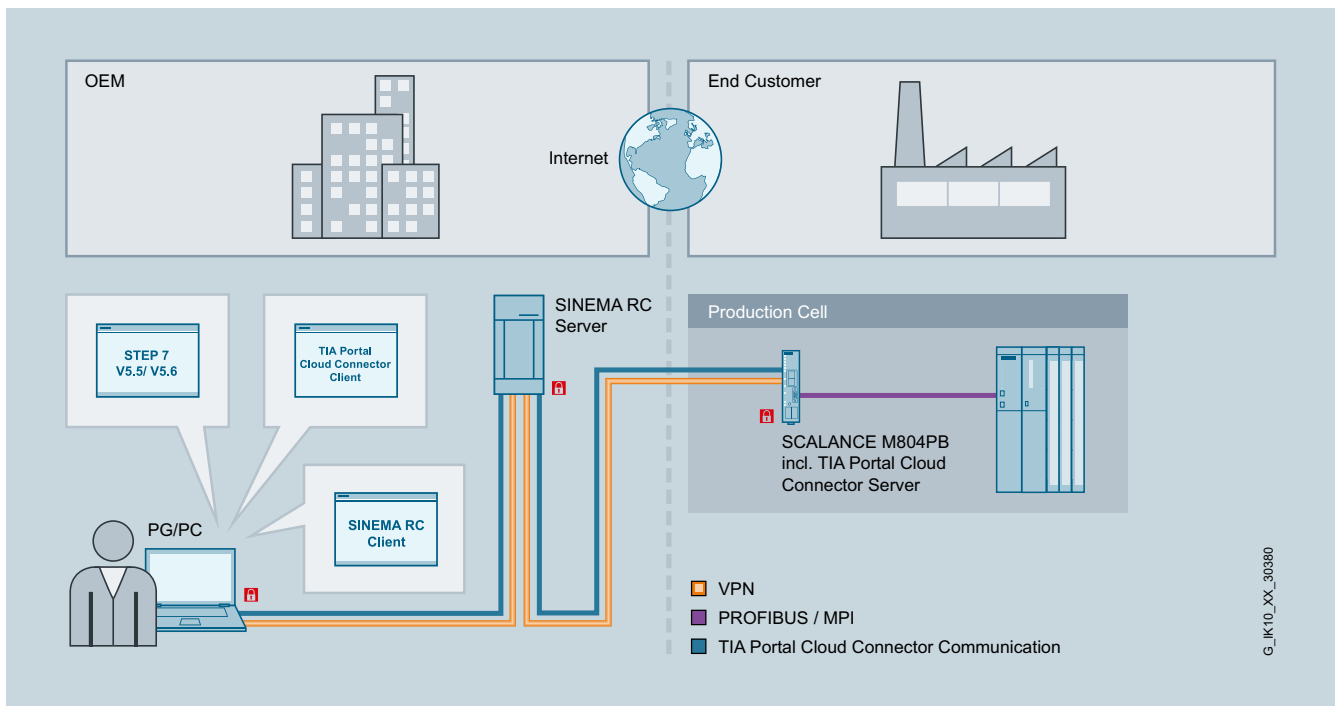 OEM
End Customer
Internet
STEP 7
V5.5/ V5.6
TIA Portal
Cloud Connector
Client
SINEMA RC
Server
Production Cell
SCALANCE M804PB
incl. TIA Portal Cloud
Connector Server
PG/PC
SINEMA RC
Client
VPN
PROFIBUS / MPI
TIA Portal Cloud Connector Communication
G_IK10_XX_30380